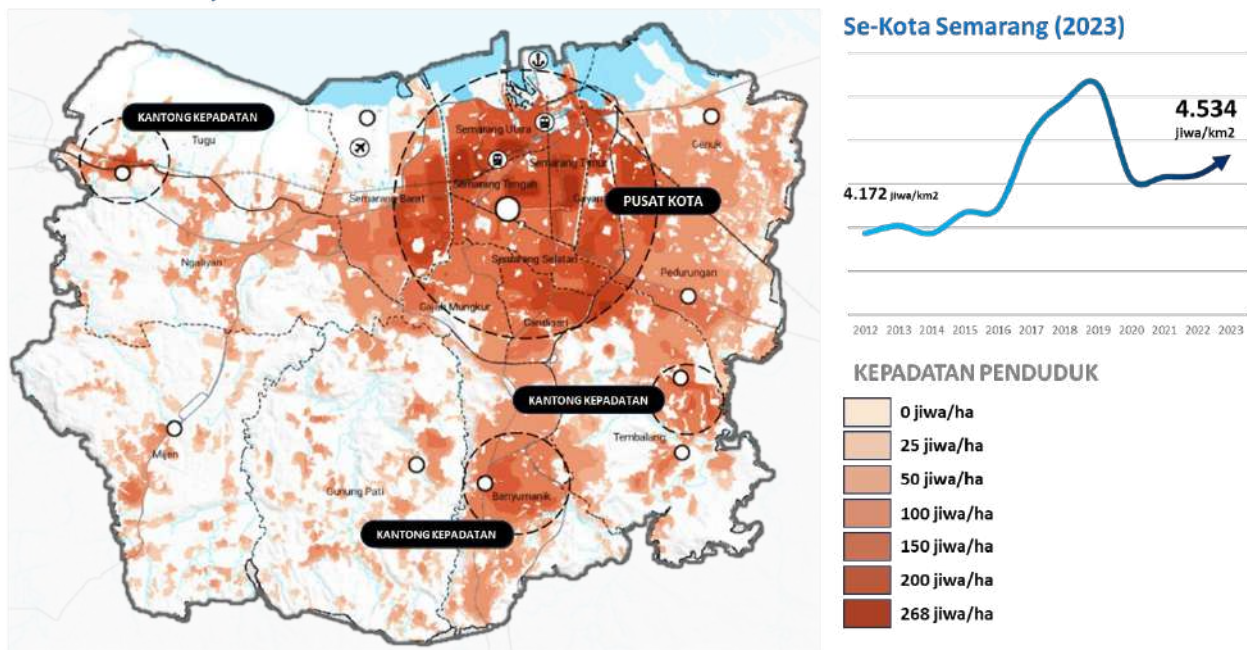 KANTONG KEPADATAN
Tugu
Semarang Utara
Semarang Timur
Genuk
Semarang Tengah
Semarang Barat
PUSAT KOTA
Ngaliyan
Semarang Selatan
Pedurungan
Gajah Mungkur
Candisari
KANTONG KEPADATAN
Tembalang
Mijen
Gunung Pati
Banyumanik
KANTONG KEPADATAN
Se-Kota Semarang (2023)
4.534
jiwa/km2
4.172 jiwa/km2
2012 2013 2014 2015 2016 2017 2018 2019 2020 2021 2022 2023
KEPADATAN PENDUDUK
0 jiwa/ha
25 jiwa/ha
50 jiwa/ha
100 jiwa/ha
150 jiwa/ha
200 jiwa/ha
268 jiwa/ha